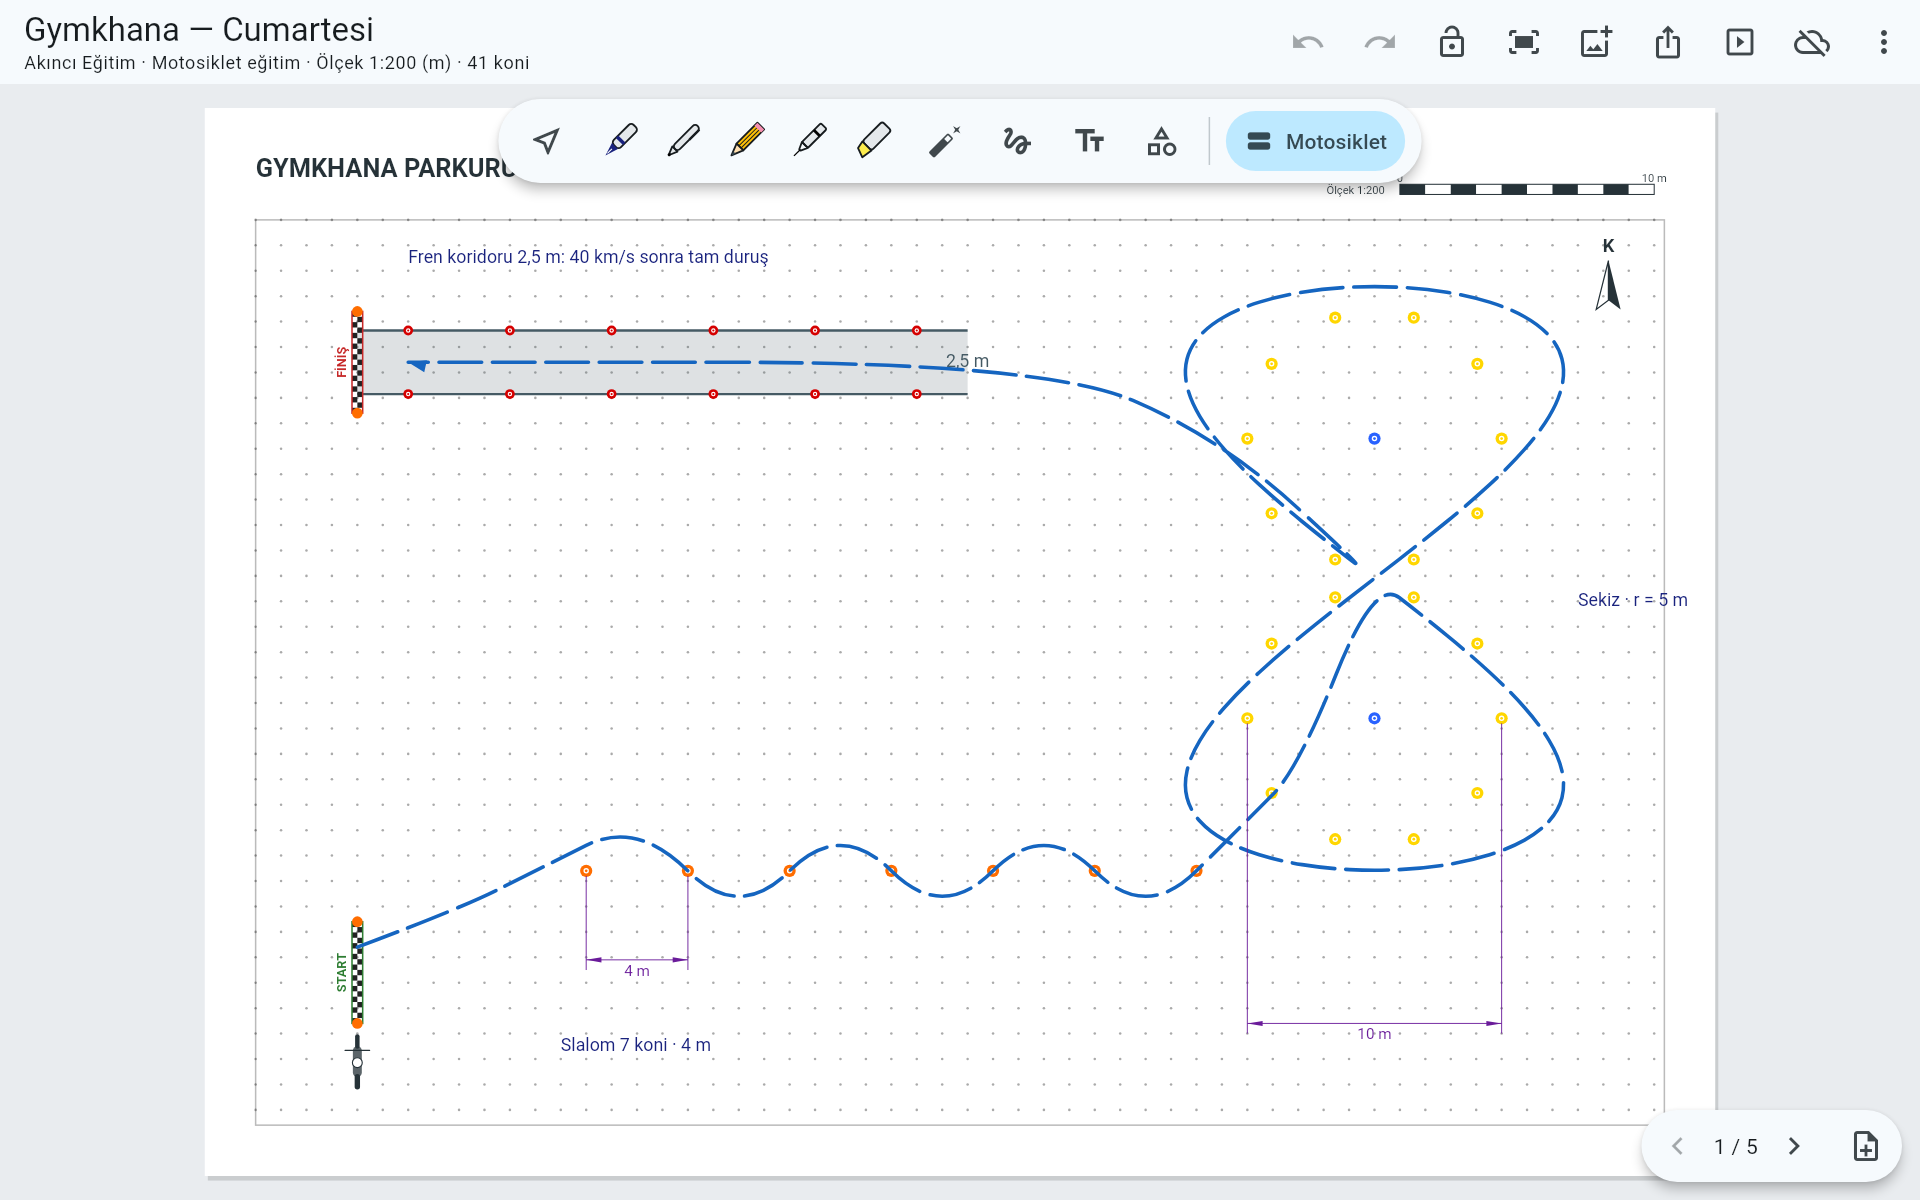 Gymkhana — Cumartesi
Akıncı Eğitim · Motosiklet eğitim · Ölçek 1:200 (m) · 41 koni
Motosiklet
GYMKHANA PARKURU
Ölçek 1:200
0
10 m
Fren koridoru 2,5 m: 40 km/s sonra tam duruş
K
FİNİŞ
2,5 m
Sekiz · r = 5 m
START
4 m
10 m
Slalom 7 koni · 4 m
1 / 5